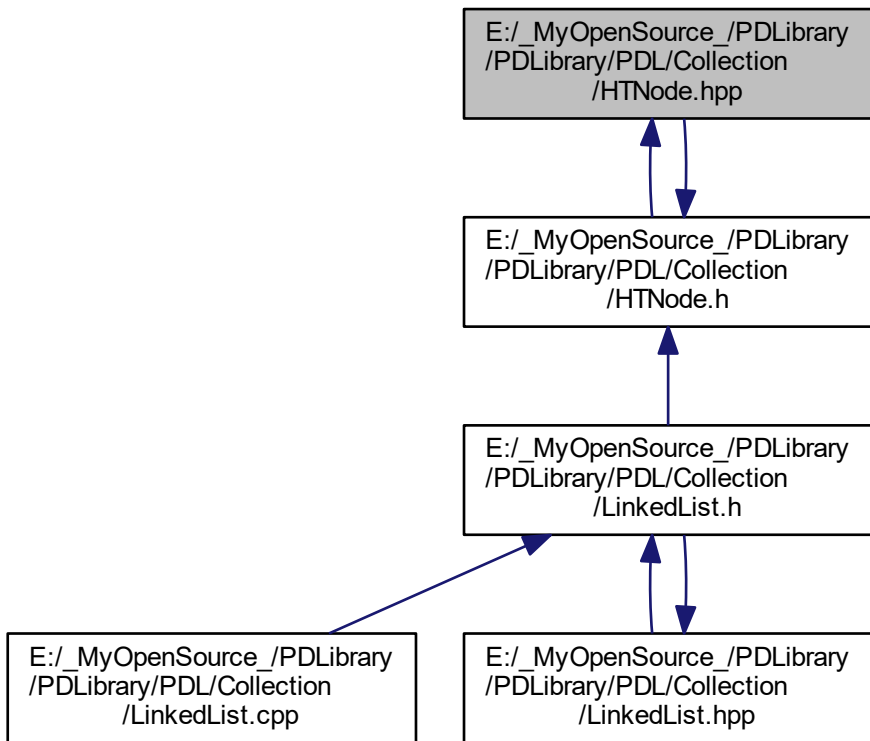 E:/_MyOpenSource_/PDLibrary
/PDLibrary/PDL/Collection
/HTNode.hpp
E:/_MyOpenSource_/PDLibrary
/PDLibrary/PDL/Collection
/HTNode.h
E:/_MyOpenSource_/PDLibrary
/PDLibrary/PDL/Collection
/LinkedList.h
E:/_MyOpenSource_/PDLibrary
/PDLibrary/PDL/Collection
/LinkedList.cpp
E:/_MyOpenSource_/PDLibrary
/PDLibrary/PDL/Collection
/LinkedList.hpp